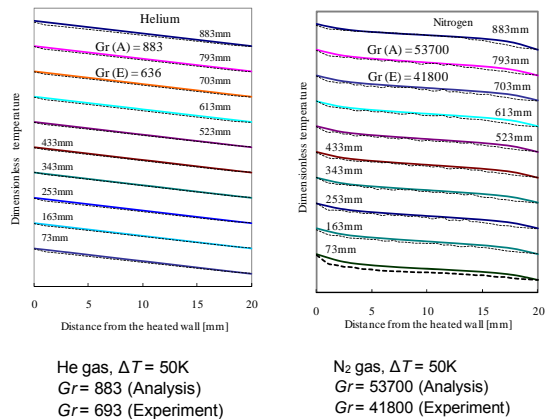 Helium
883mm
Gr (A) = 883
793mm
Gr (E) = 636
703mm
613mm
523mm
433mm
343mm
253mm
163mm
73mm
Dimensionless temperature
0 5 10 15 20
Distance from the heated wall [mm]
Nitrogen
883mm
Gr (A) = 53700
793mm
Gr (E) = 41800
703mm
613mm
523mm
433mm
343mm
253mm
163mm
73mm
Dimensionless temperature
0 5 10 15 20
Distance from the heated wall [mm]
He gas, ΔT = 50K
Gr = 883 (Analysis)
Gr = 693 (Experiment)
N₂ gas, ΔT = 50K
Gr = 53700 (Analysis)
Gr = 41800 (Experiment)